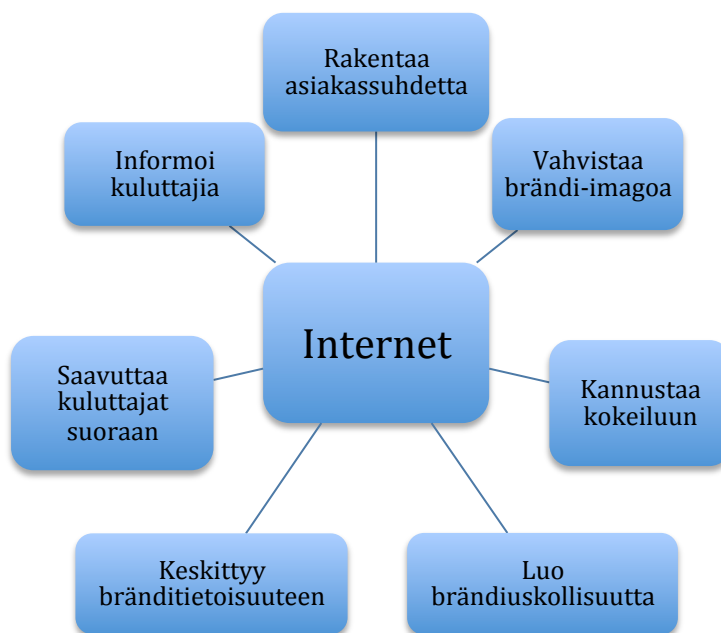 Rakentaa
asiakassuhdetta
Informoi
kuluttajia
Vahvistaa
brändi-imagoa
Internet
Saavuttaa
kuluttajat
suoraan
Kannustaa
kokeiluun
Keskittyy
bränditietoisuuteen
Luo
brändiuskollisuutta